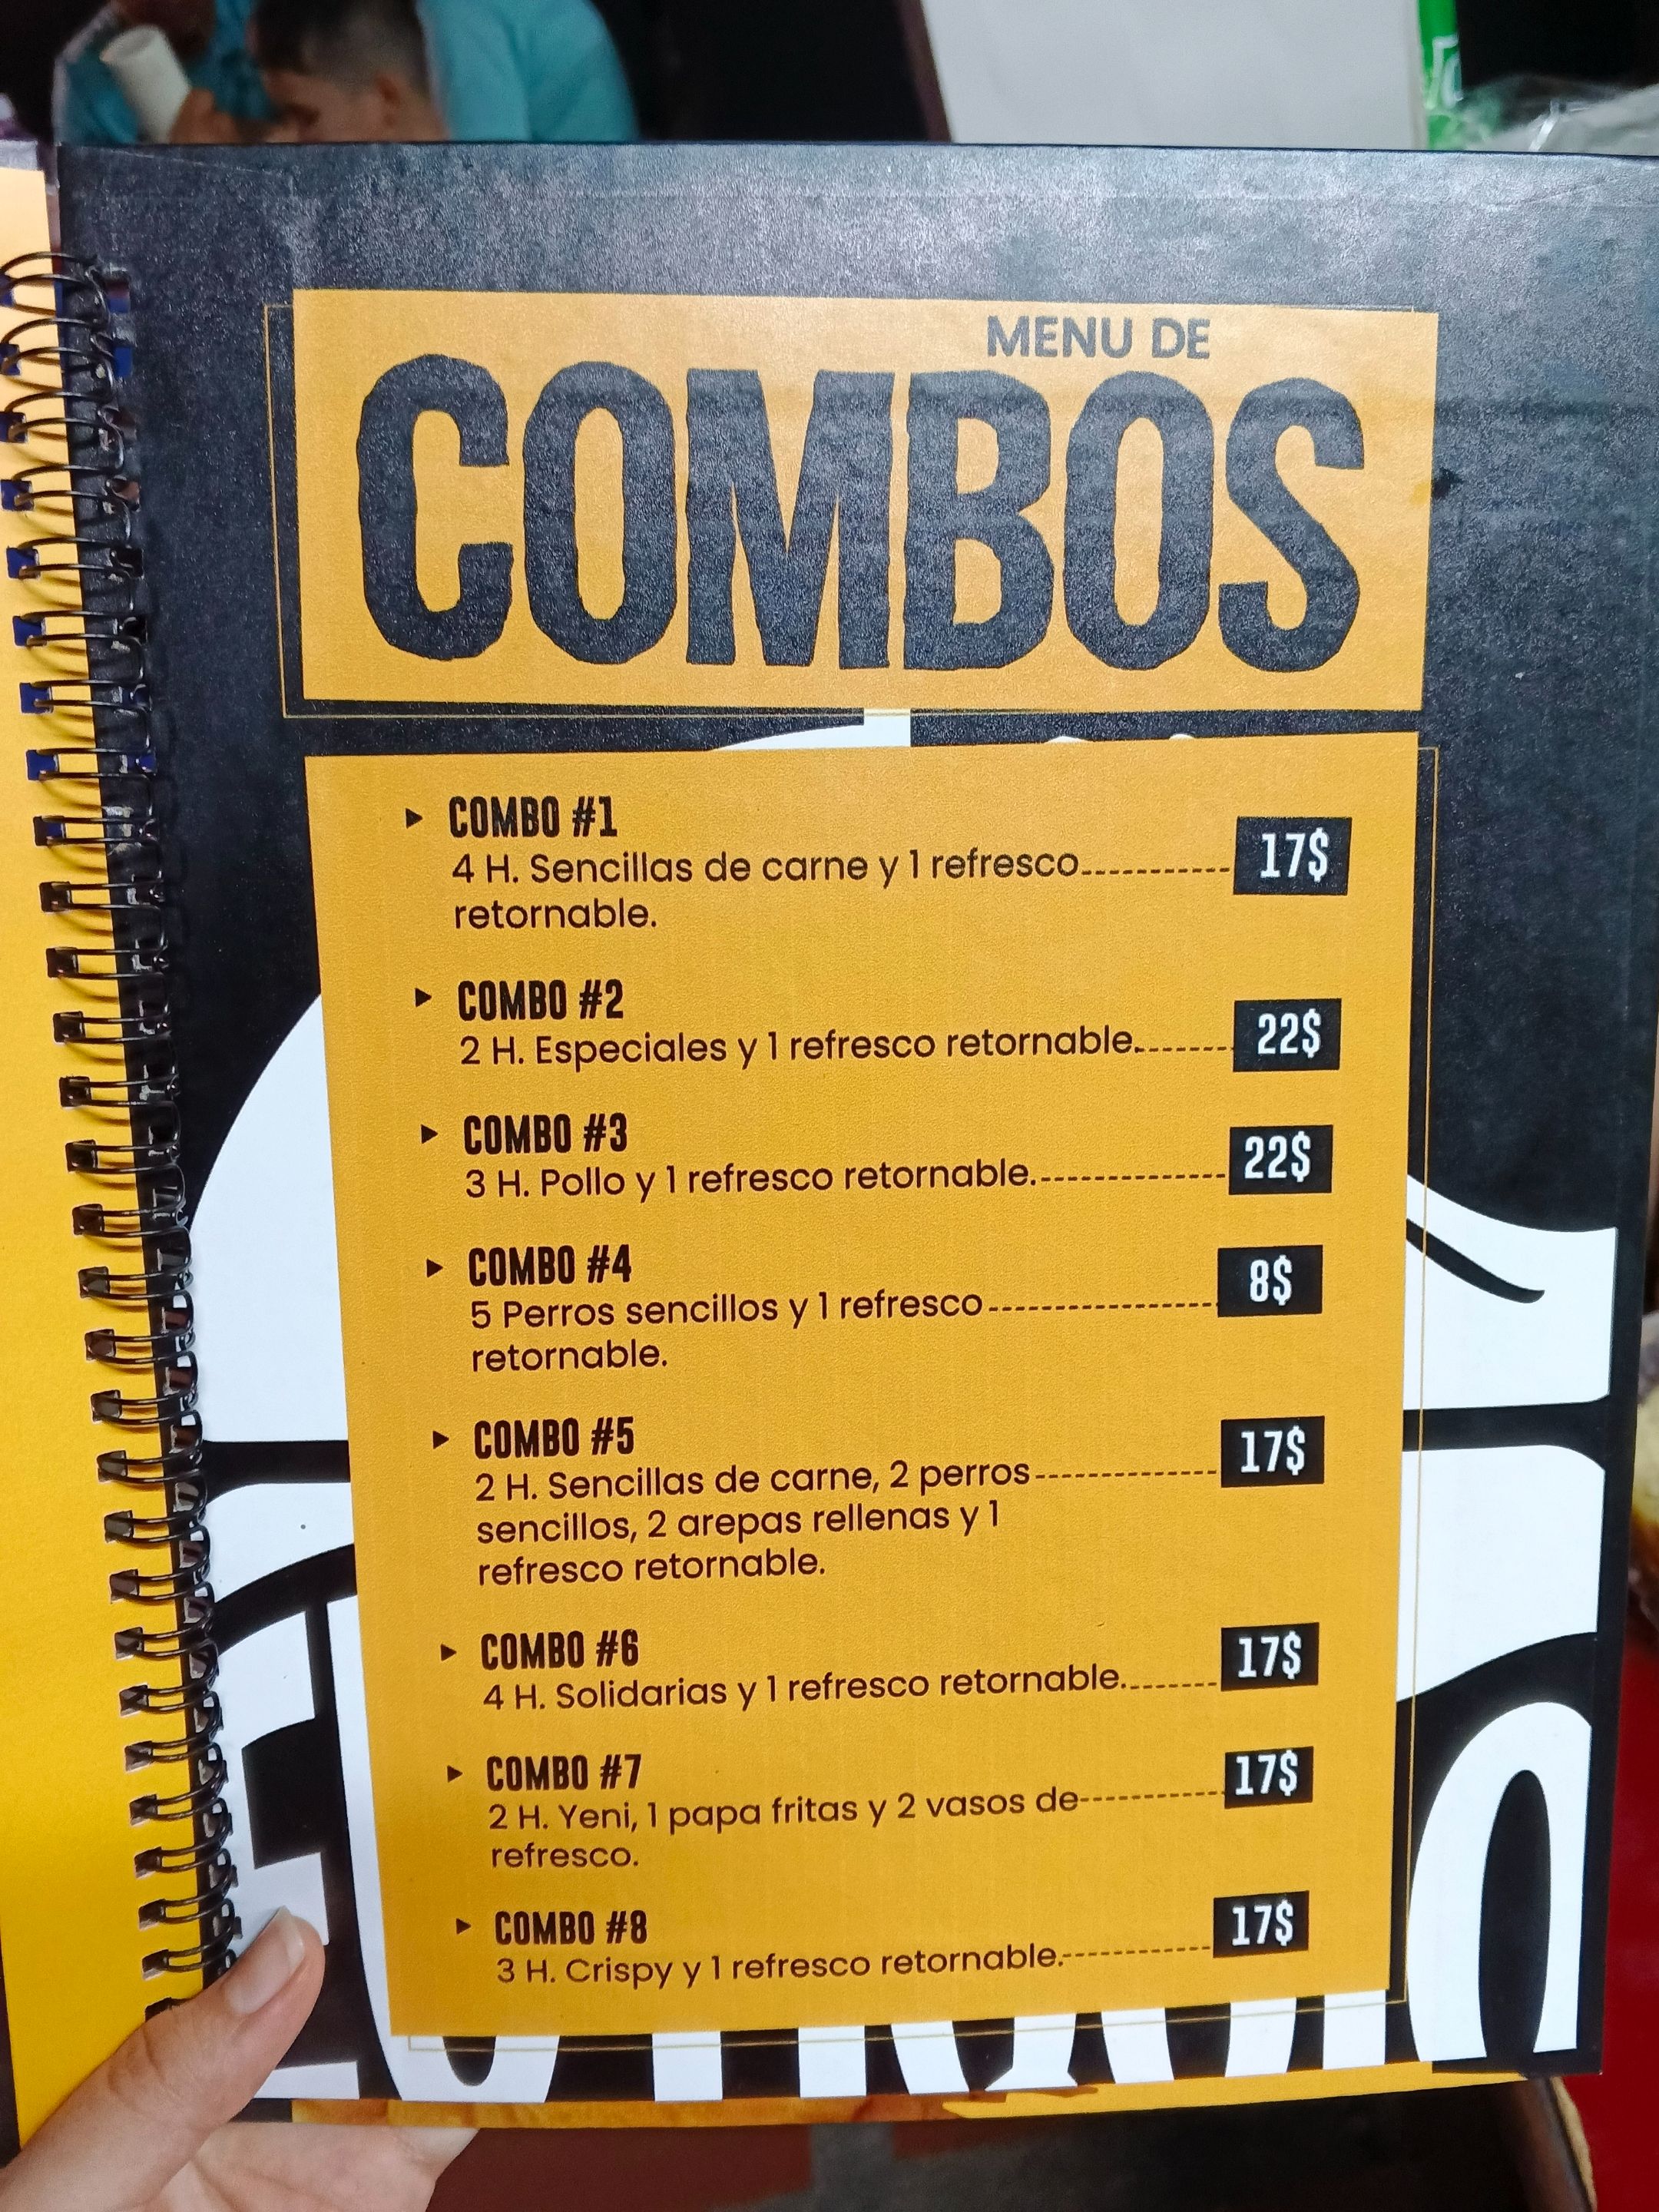 MENU DE
COMBOS
COMBO #1
4 H. Sencillas de carne y 1 refresco 17$
retornable.
COMBO #2
2 H. Especiales y 1 refresco retornable. 22$
COMBO #3
3 H. Pollo y 1 refresco retornable. 22$
COMBO #4
5 Perros sencillos y 1 refresco 8$
retornable.
COMBO #5
2 H. Sencillas de carne, 2 perros 17$
sencillos, 2 arepas rellenas y 1
refresco retornable.
COMBO #6
4 H. Solidarias y 1 refresco retornable. 17$
COMBO #7
2 H. Yeni, 1 papa fritas y 2 vasos de 17$
refresco.
COMBO #8
3 H. Crispy y 1 refresco retornable. 17$